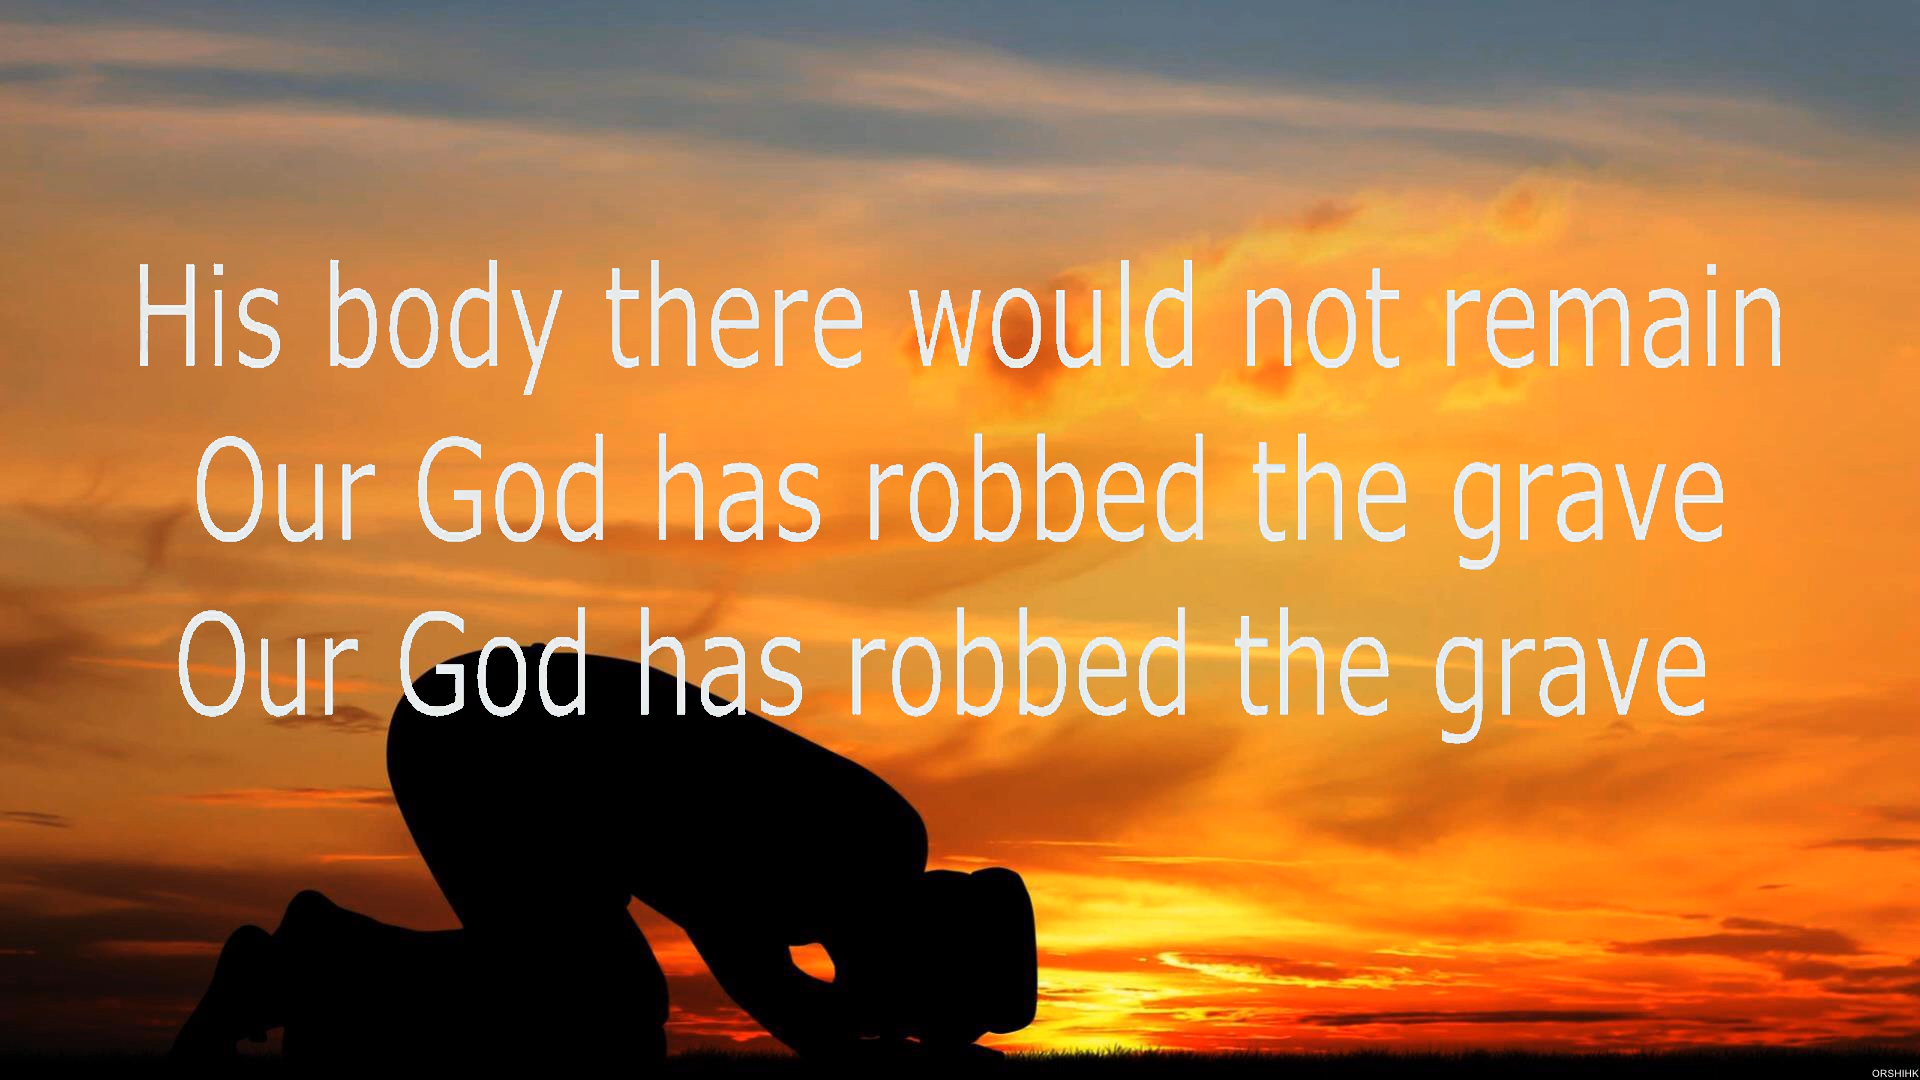 His body there would not remain
Our God has robbed the grave
Our God has robbed the grave
ORSHIHK